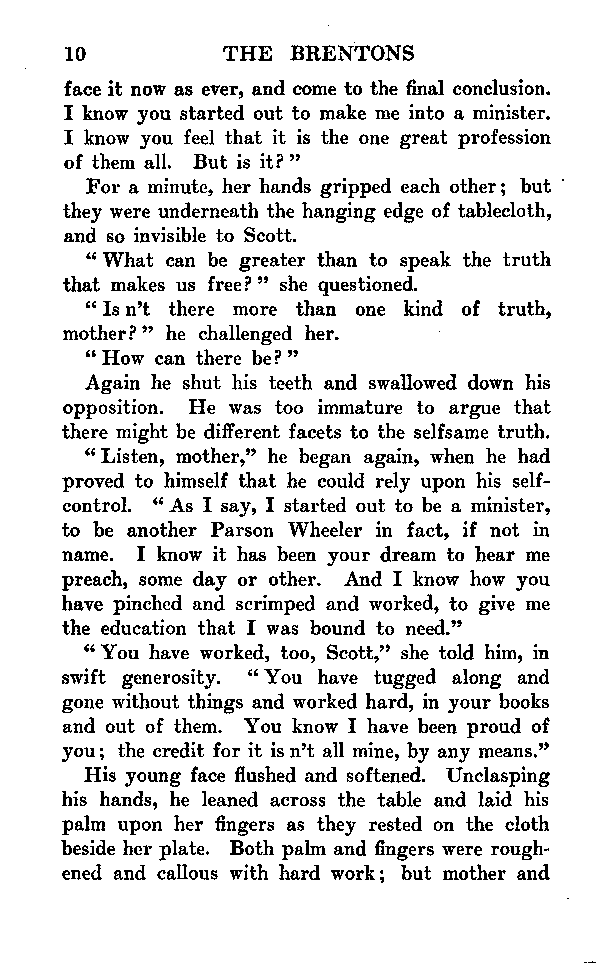 10 THE BRENTONS
face it now as ever, and come to the final conclusion.
I know you started out to make me into a minister.
I know you feel that it is the one great profession
of them all. But is it?"
For a minute, her hands gripped each other; but
they were underneath the hanging edge of tablecloth,
and so invisible to Scott.
"What can be greater than to speak the truth
that makes us free?" she questioned.
"Is n't there more than one kind of truth,
mother?" he challenged her.
"How can there be?"
Again he shut his teeth and swallowed down his
opposition. He was too immature to argue that
there might be different facets to the selfsame truth.
"Listen, mother," he began again, when he had
proved to himself that he could rely upon his self-
control. "As I say, I started out to be a minister,
to be another Parson Wheeler in fact, if not in
name. I know it has been your dream to hear me
preach, some day or other. And I know how you
have pinched and scrimped and worked, to give me
the education that I was bound to need."
"You have worked, too, Scott," she told him, in
swift generosity. "You have tugged along and
gone without things and worked hard, in your books
and out of them. You know I have been proud of
you; the credit for it is n't all mine, by any means."
His young face flushed and softened. Unclasping
his hands, he leaned across the table and laid his
palm upon her fingers as they rested on the cloth
beside her plate. Both palm and fingers were rough-
ened and callous with hard work; but mother and